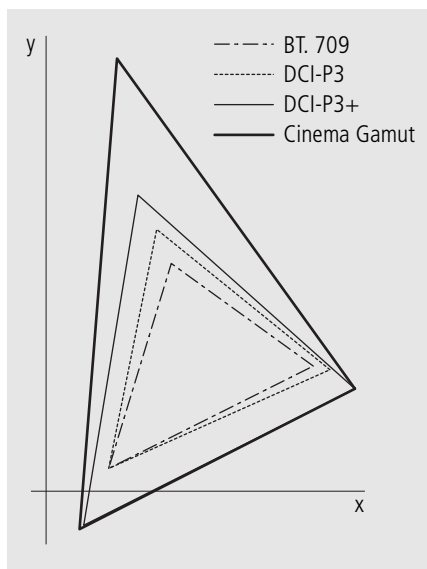 y
BT. 709
DCI-P3
DCI-P3+
Cinema Gamut
x